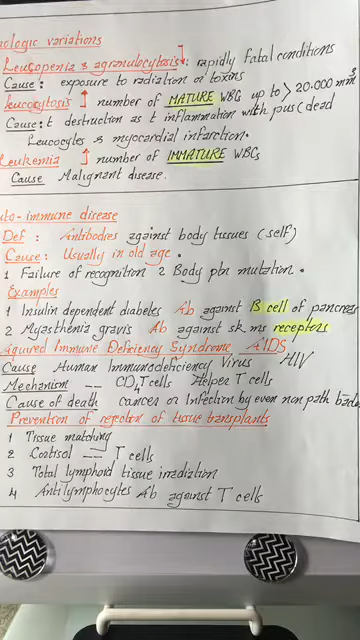 ologic variations
Leucopenia & agranulocytosis↓: rapidly fatal conditions
Cause: exposure to radiation or toxins
Leucocytosis ↑ number of MATURE WBCs up to > 20.000 mm3
Cause: t destruction as t inflammation with pus (dead
Leucocytes & myocardial infarction.
Leukemia ↑ number of IMMATURE WBCs
Cause Malignant disease.
uto-immune disease
Def : Antibodies against body tissues (self)
Cause: Usually in old age.
1 Failure of recognition 2 Body ptn mutation.
Examples
1 Insulin dependent diabetes Ab against B cell of pancreas
2 Myasthenia gravis Ab against sk ms receptors
cquired Immune Deficiency Syndrome AIDS
Cause Human Immunodeficiency Virus HIV
Mechanism -- CD4 T cells Helper T cells
Cause of death cancer or Infection by even non path
Prevention of rejection of tissue transplants
1 Tissue matching
2 Cortisol -- T cells
3 Total lymphoid tissue irradiation
4 Antilymphocytes Ab against T cells